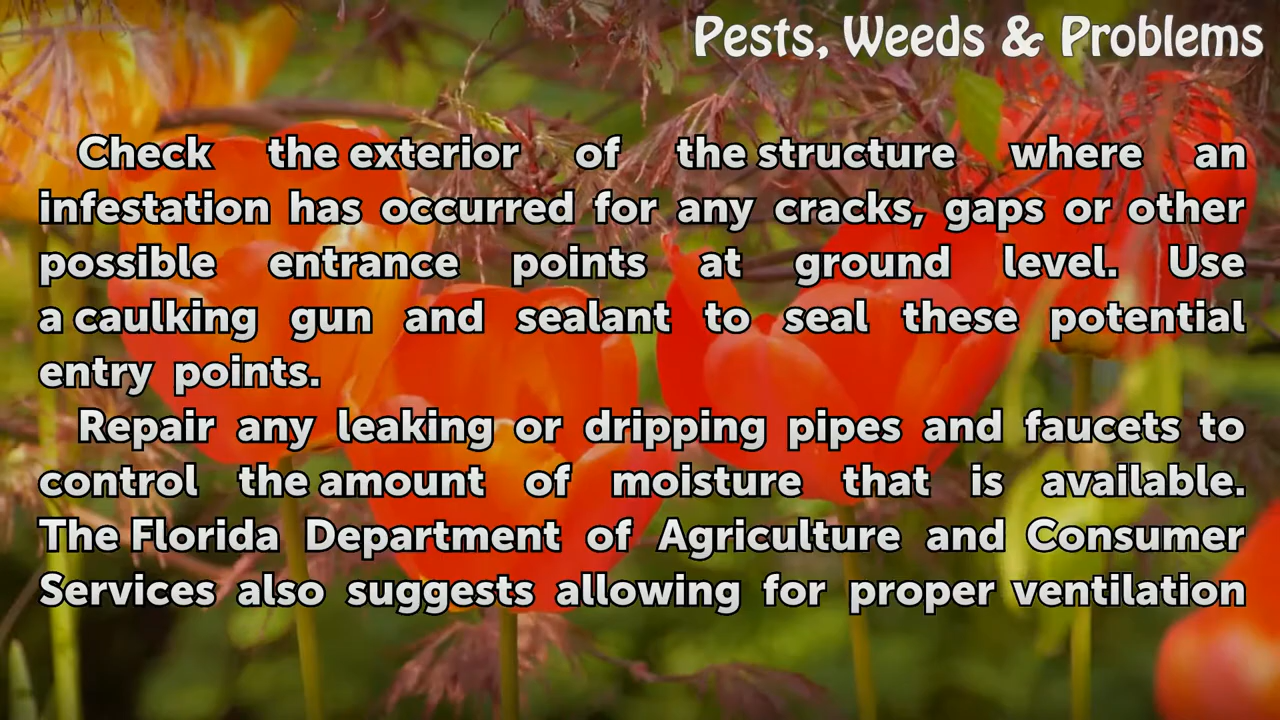 Pests, Weeds & Problems
Check the exterior of the structure where an
infestation has occurred for any cracks, gaps or other
possible entrance points at ground level. Use
a caulking gun and sealant to seal these potential
entry points.
Repair any leaking or dripping pipes and faucets to
control the amount of moisture that is available.
The Florida Department of Agriculture and Consumer
Services also suggests allowing for proper ventilation